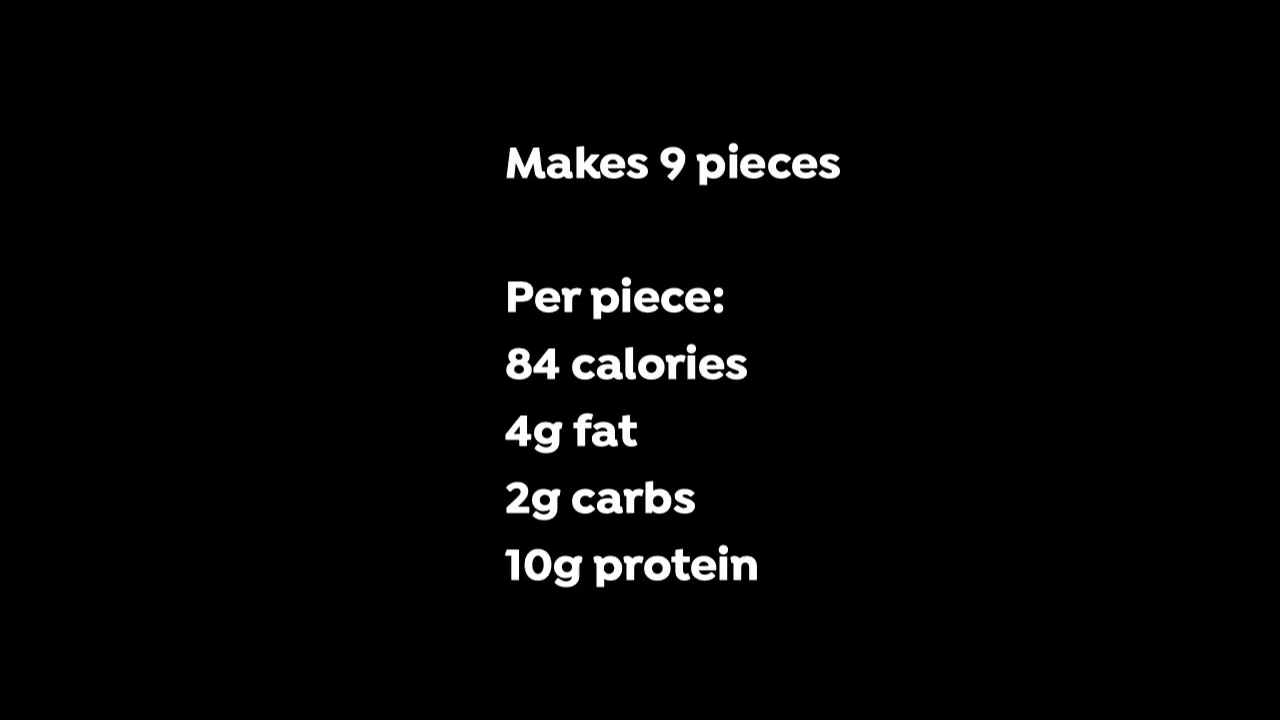 Makes 9 pieces
Per piece:
84 calories
4g fat
2g carbs
10g protein